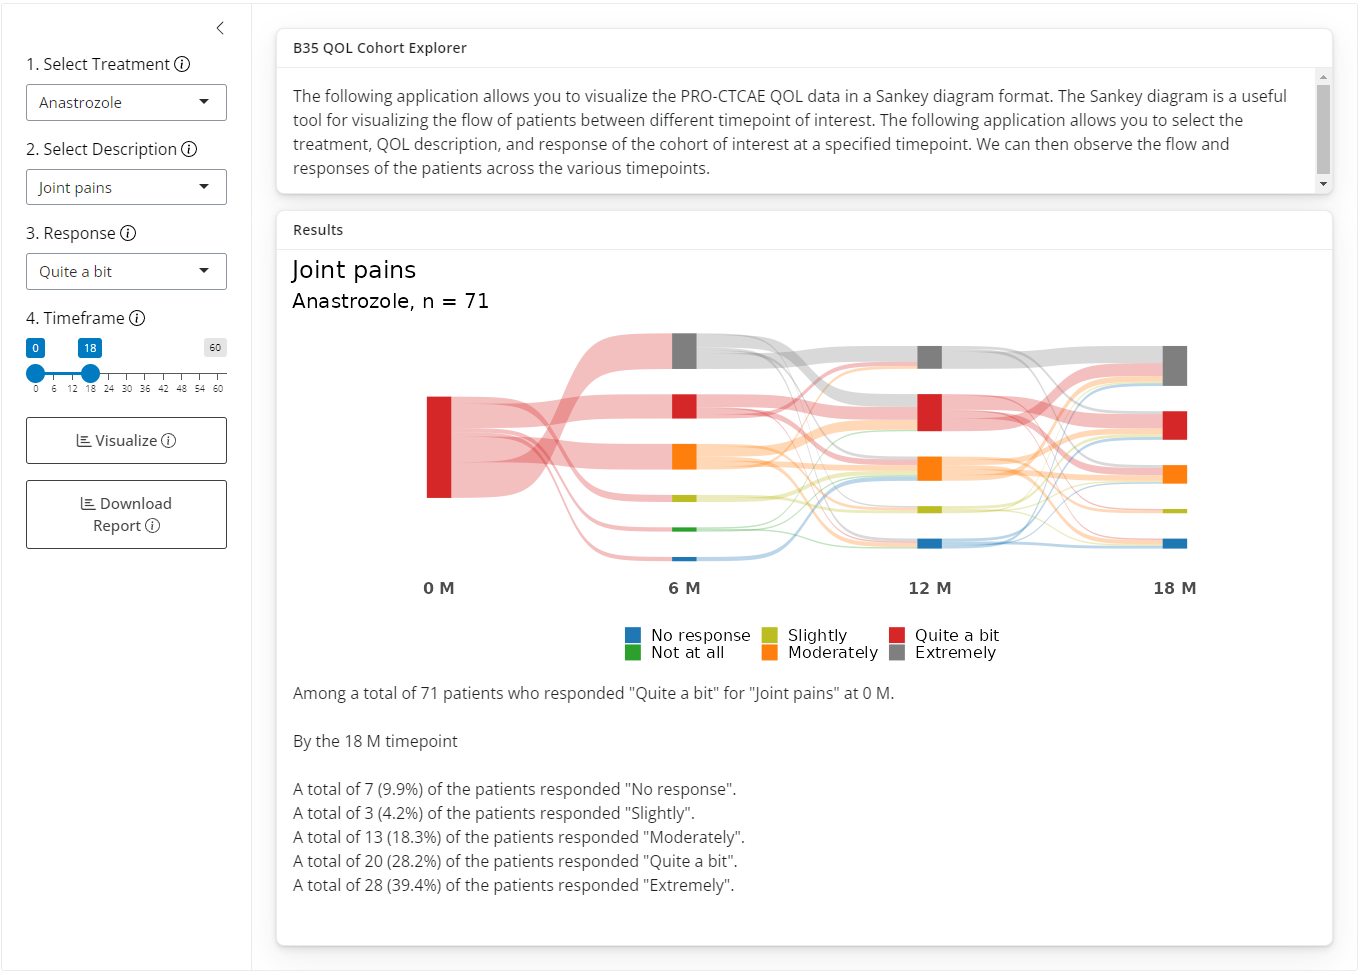 1. Select Treatment
Anastrozole
2. Select Description
Joint pains
3. Response
Quite a bit
4. Timeframe
0 18 60
0 6 12 18 24 30 36 42 48 54 60
Visualize
Download
Report
B35 QOL Cohort Explorer
The following application allows you to visualize the PRO-CTCAE QOL data in a Sankey diagram format. The Sankey diagram is a useful
tool for visualizing the flow of patients between different timepoint of interest. The following application allows you to select the
treatment, QOL description, and response of the cohort of interest at a specified timepoint. We can then observe the flow and
responses of the patients across the various timepoints.
Results
Joint pains
Anastrozole, n = 71
0 M 6 M 12 M 18 M
No response Slightly Quite a bit
Not at all Moderately Extremely
Among a total of 71 patients who responded "Quite a bit" for "Joint pains" at 0 M.
By the 18 M timepoint
A total of 7 (9.9%) of the patients responded "No response".
A total of 3 (4.2%) of the patients responded "Slightly".
A total of 13 (18.3%) of the patients responded "Moderately".
A total of 20 (28.2%) of the patients responded "Quite a bit".
A total of 28 (39.4%) of the patients responded "Extremely".